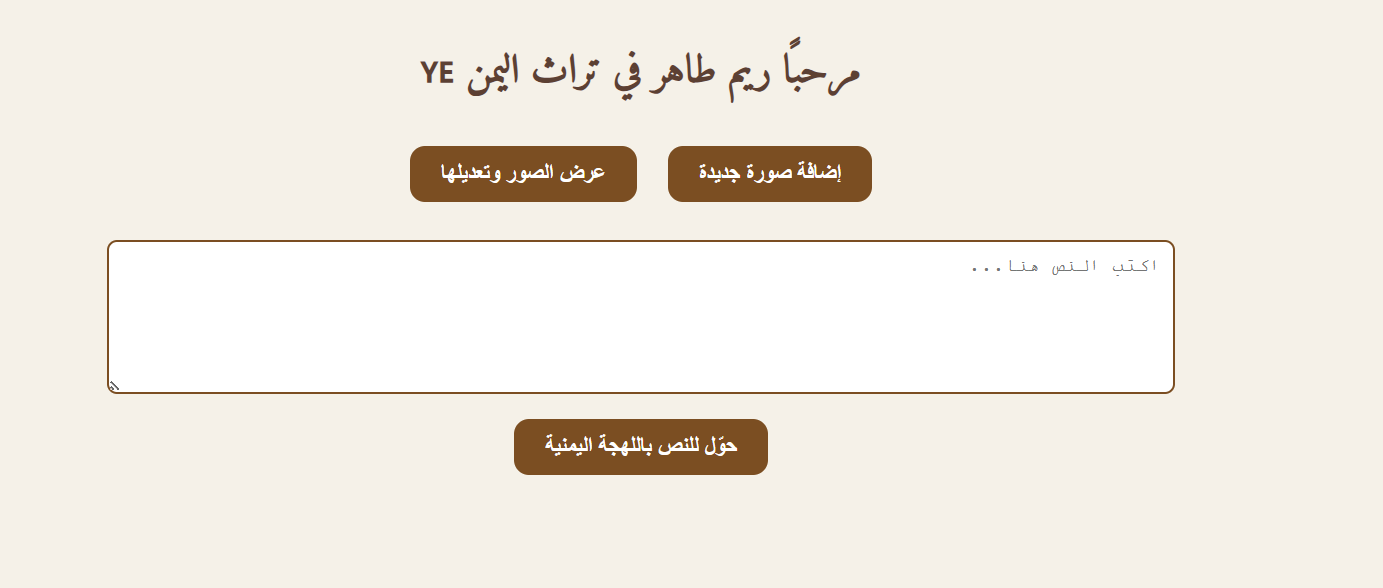 مرحبًا ريم طاهر في تراث اليمن YE
إضافة صورة جديدة
عرض الصور وتعديلها
اكتب النص هنا...
حوّل للنص باللهجة اليمنية